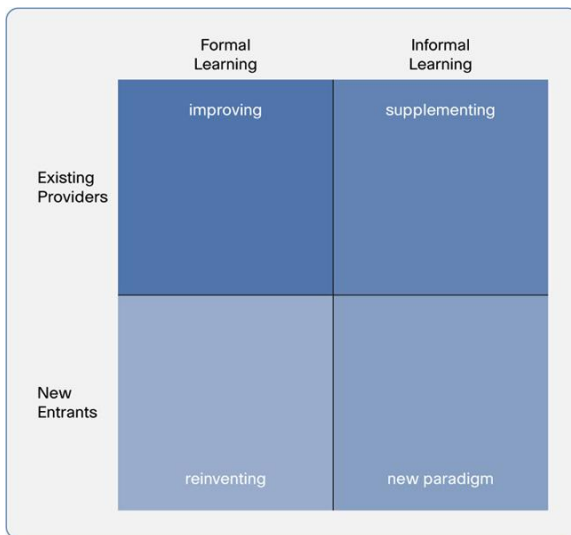 Formal
Learning
Informal
Learning
improving
supplementing
Existing
Providers
New
Entrants
reinventing
new paradigm